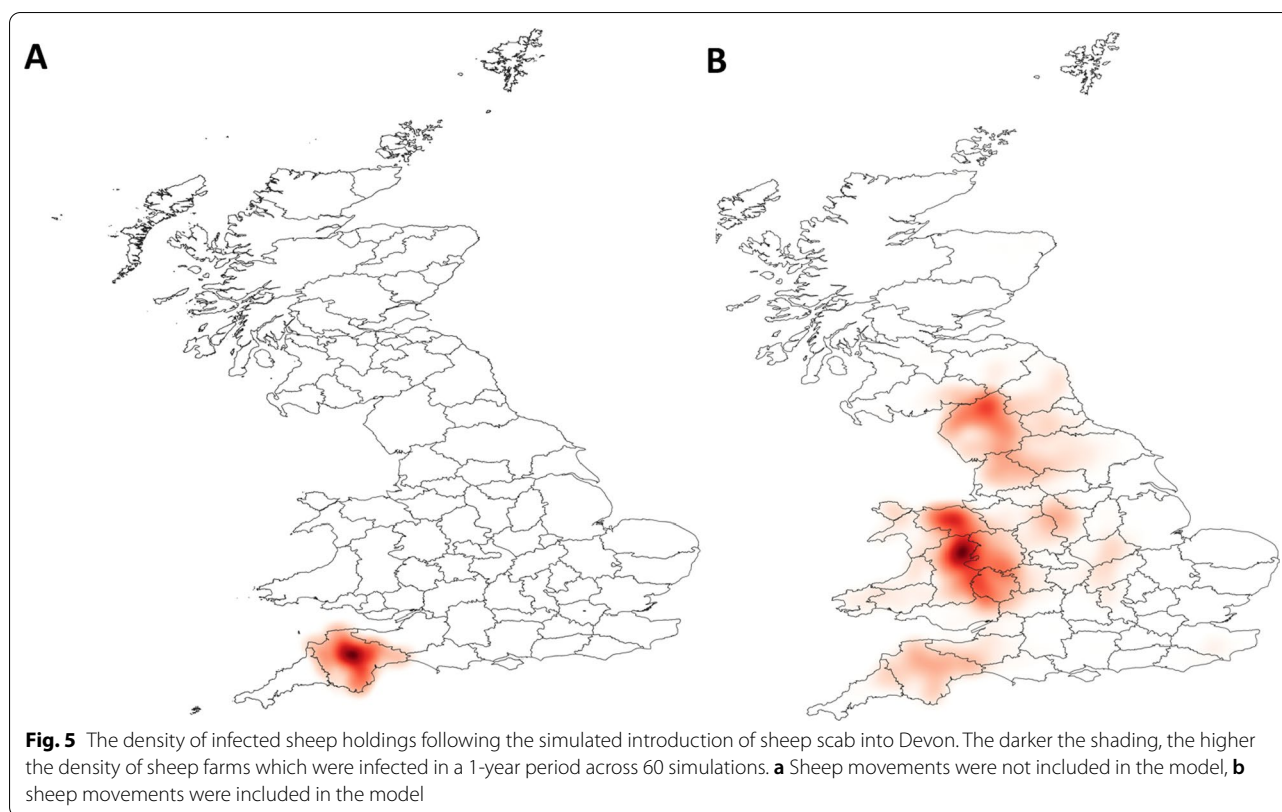 A
B
Fig. 5 The density of infected sheep holdings following the simulated introduction of sheep scab into Devon. The darker the shading, the higher
the density of sheep farms which were infected in a 1-year period across 60 simulations. a Sheep movements were not included in the model, b
sheep movements were included in the model